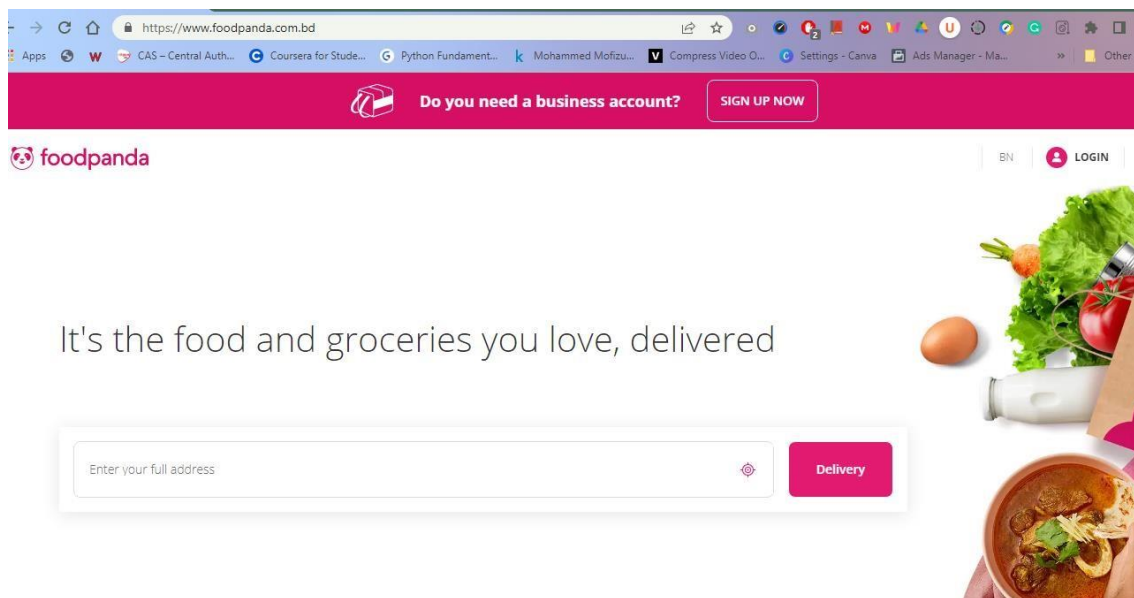 https://www.foodpanda.com.bd
Apps CAS – Central Auth... Coursera for Stude... Python Fundament... Mohammed Mofizu... Compress Video O... Settings - Canva Ads Manager - Ma... » Other
Do you need a business account? SIGN UP NOW
foodpanda BN LOGIN
It's the food and groceries you love, delivered
Enter your full address Delivery